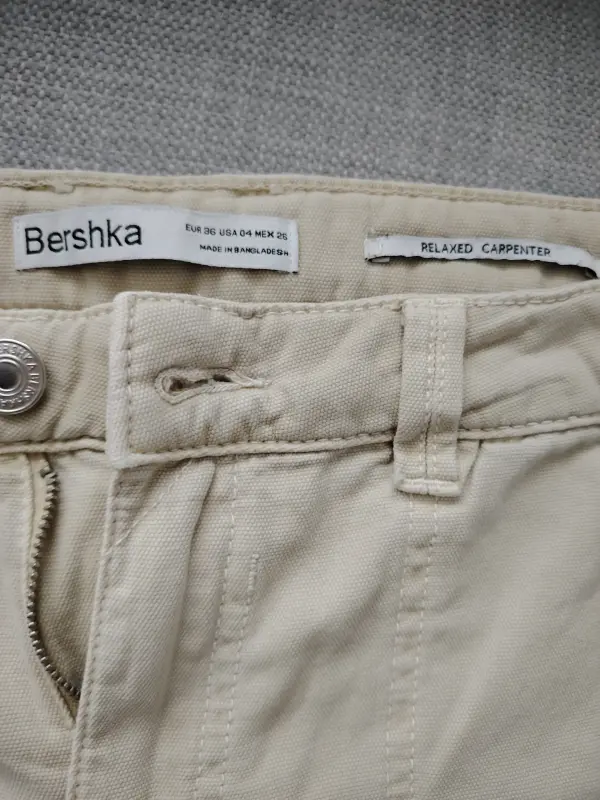 Bershka
EUR 36 USA 04 MEX 26
MADE IN BANGLADESH
RELAXED CARPENTER